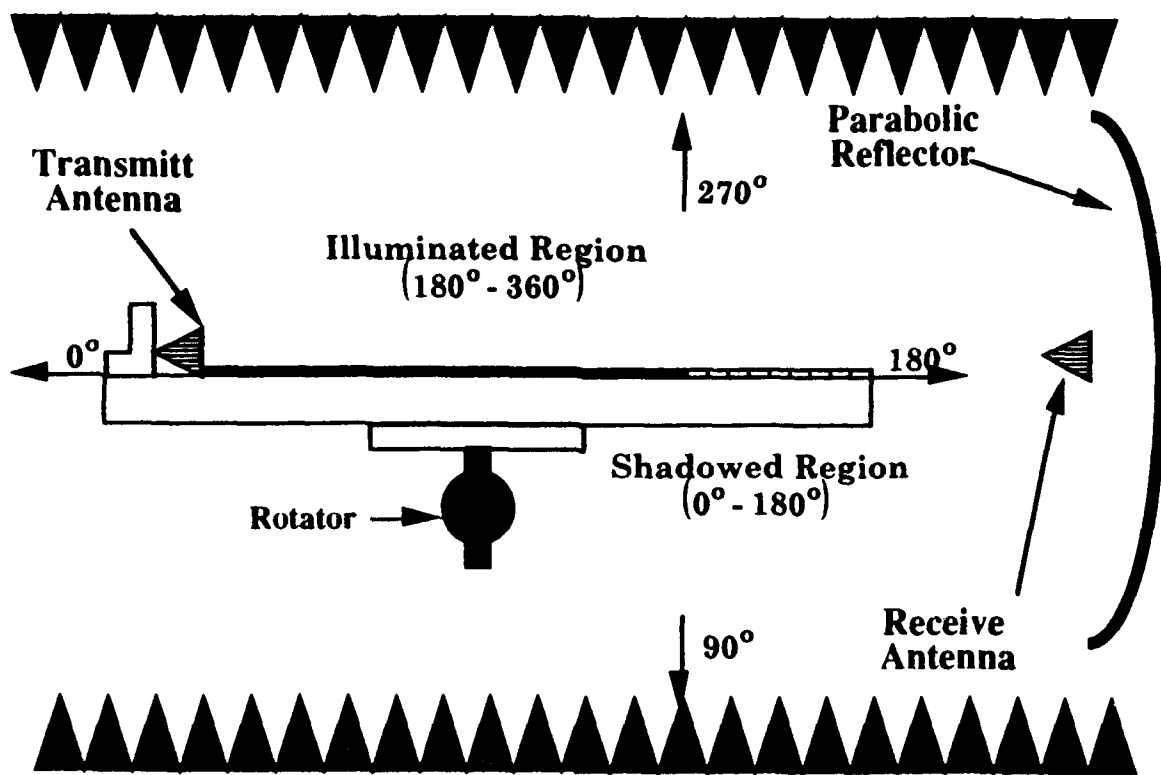 Parabolic
Reflector
Transmitt
Antenna
270°
Illuminated Region
(180° - 360°)
0°
180°
Shadowed Region
(0° - 180°)
Rotator
Receive
Antenna
90°